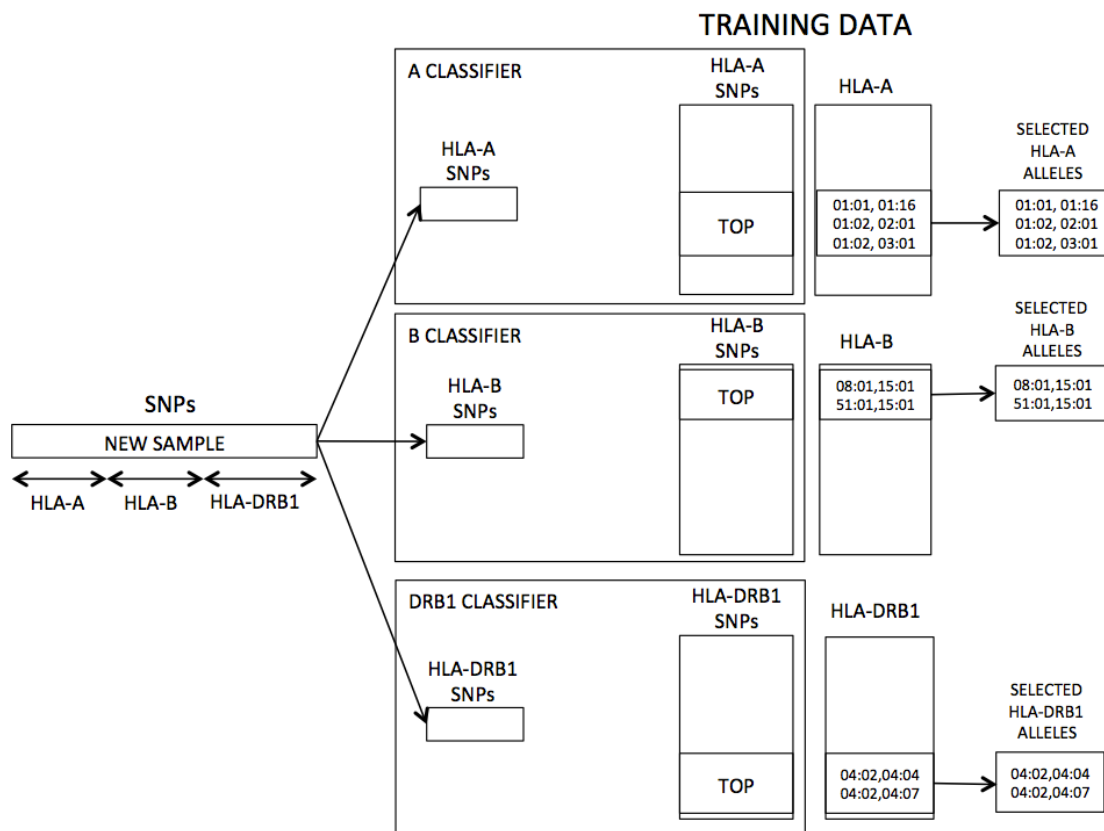 TRAINING DATA
A CLASSIFIER
HLA-A
SNPs
HLA-A
SNPs
TOP
HLA-A
01:01, 01:16
01:02, 02:01
01:02, 03:01
SELECTED
HLA-A
ALLELES
01:01, 01:16
01:02, 02:01
01:02, 03:01
B CLASSIFIER
HLA-B
SNPs
HLA-B
SNPs
TOP
HLA-B
08:01,15:01
51:01,15:01
SELECTED
HLA-B
ALLELES
08:01,15:01
51:01,15:01
SNPs
NEW SAMPLE
HLA-A
HLA-B
HLA-DRB1
DRB1 CLASSIFIER
HLA-DRB1
SNPs
HLA-DRB1
SNPs
TOP
HLA-DRB1
04:02,04:04
04:02,04:07
SELECTED
HLA-DRB1
ALLELES
04:02,04:04
04:02,04:07